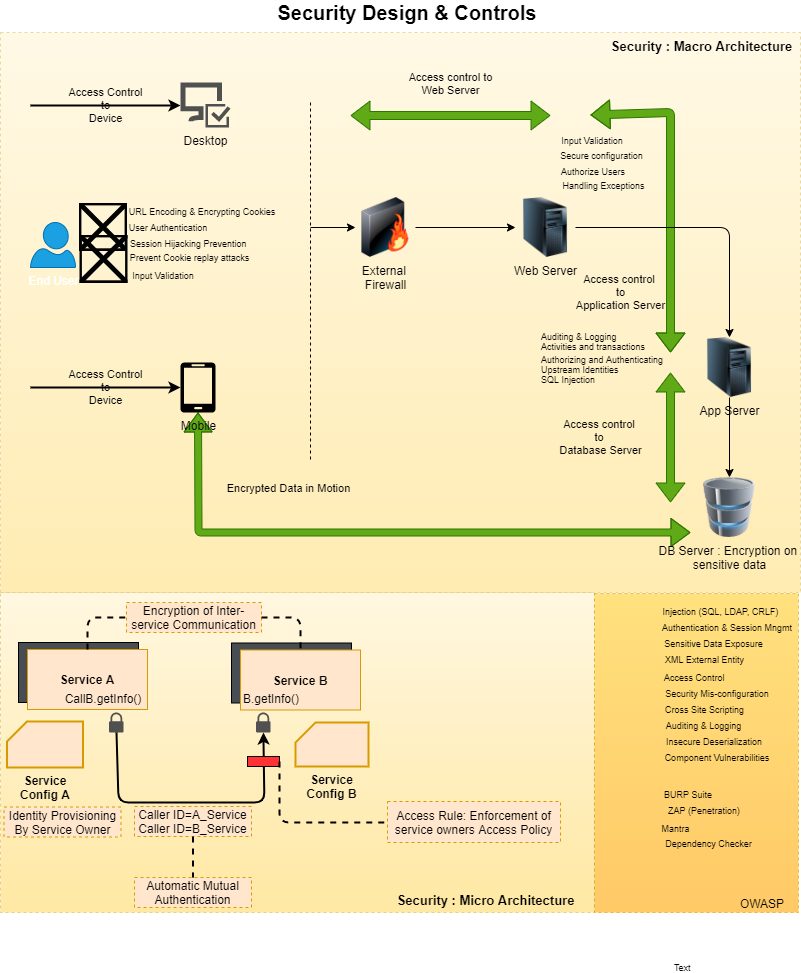 Security Design & Controls
Security : Macro Architecture
Access Control
to
Device
Desktop
Access control to
Web Server
Input Validation
Secure configuration
Authorize Users
Handling Exceptions
URL Encoding & Encrypting Cookies
User Authentication
Session Hijacking Prevention
Prevent Cookie replay attacks
Input Validation
End User
External
Firewall
Web Server
Access control
to
Application Server
Auditing & Logging
Activities and transactions
Authorizing and Authenticating
Upstream Identities
SQL Injection
Access Control
to
Device
Mobile
App Server
Access control
to
Database Server
Encrypted Data in Motion
DB Server : Encryption on
sensitive data
Encryption of Inter-
service Communication
Service A
CallB.getInfo()
Service B
B.getInfo()
Service
Config A
Service
Config B
Identity Provisioning
By Service Owner
Caller ID=A_Service
Caller ID=B_Service
Access Rule: Enforcement of
service owners Access Policy
Automatic Mutual
Authentication
Security : Micro Architecture
Injection (SQL, LDAP, CRLF)
Authentication & Session Mngmt
Sensitive Data Exposure
XML External Entity
Access Control
Security Mis-configuration
Cross Site Scripting
Auditing & Logging
Insecure Deserialization
Component Vulnerabilities
BURP Suite
ZAP (Penetration)
Mantra
Dependency Checker
OWASP
Text